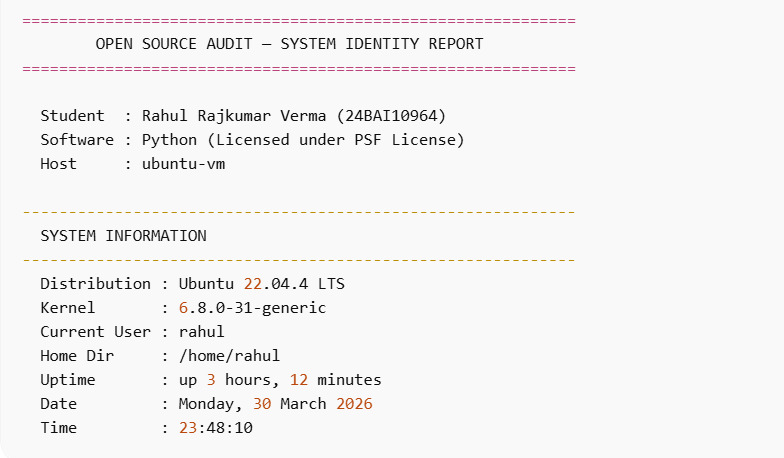 ============================================================
OPEN SOURCE AUDIT — SYSTEM IDENTITY REPORT
============================================================
Student : Rahul Rajkumar Verma (24BAI10964)
Software : Python (Licensed under PSF License)
Host : ubuntu-vm
------------------------------------------------------------
SYSTEM INFORMATION
------------------------------------------------------------
Distribution : Ubuntu 22.04.4 LTS
Kernel : 6.8.0-31-generic
Current User : rahul
Home Dir : /home/rahul
Uptime : up 3 hours, 12 minutes
Date : Monday, 30 March 2026
Time : 23:48:10